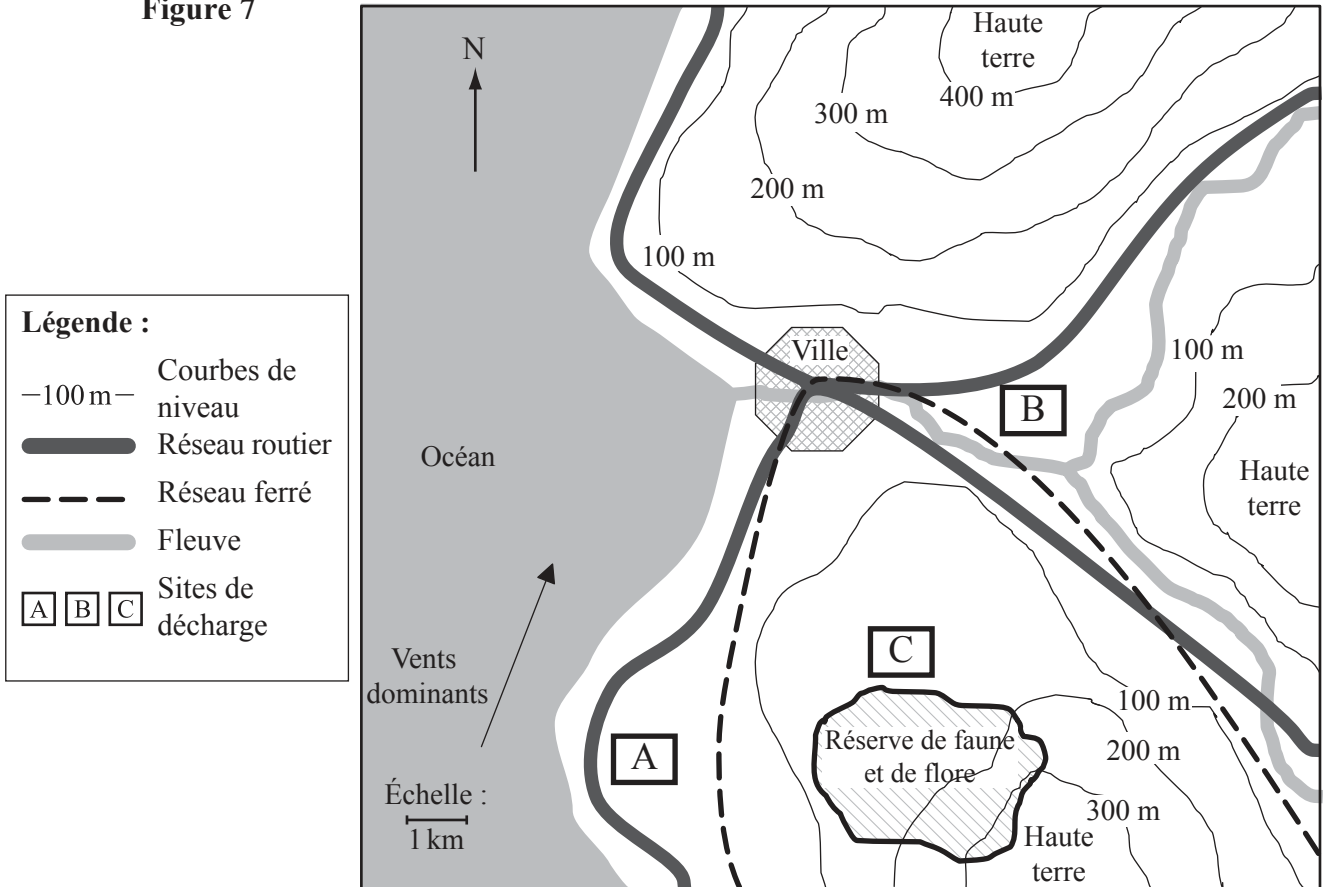 Figure 7
Légende :
—100 m—
Courbes de
niveau
Réseau routier
Réseau ferré
Fleuve
A B C
Sites de
décharge
N
Haute
terre
400 m
300 m
200 m
100 m
Ville
Océan
B
100 m
200 m
Haute
terre
Vents
dominants
C
A
Réserve de faune
et de flore
100 m
200 m
300 m
Haute
terre
Échelle :
1 km